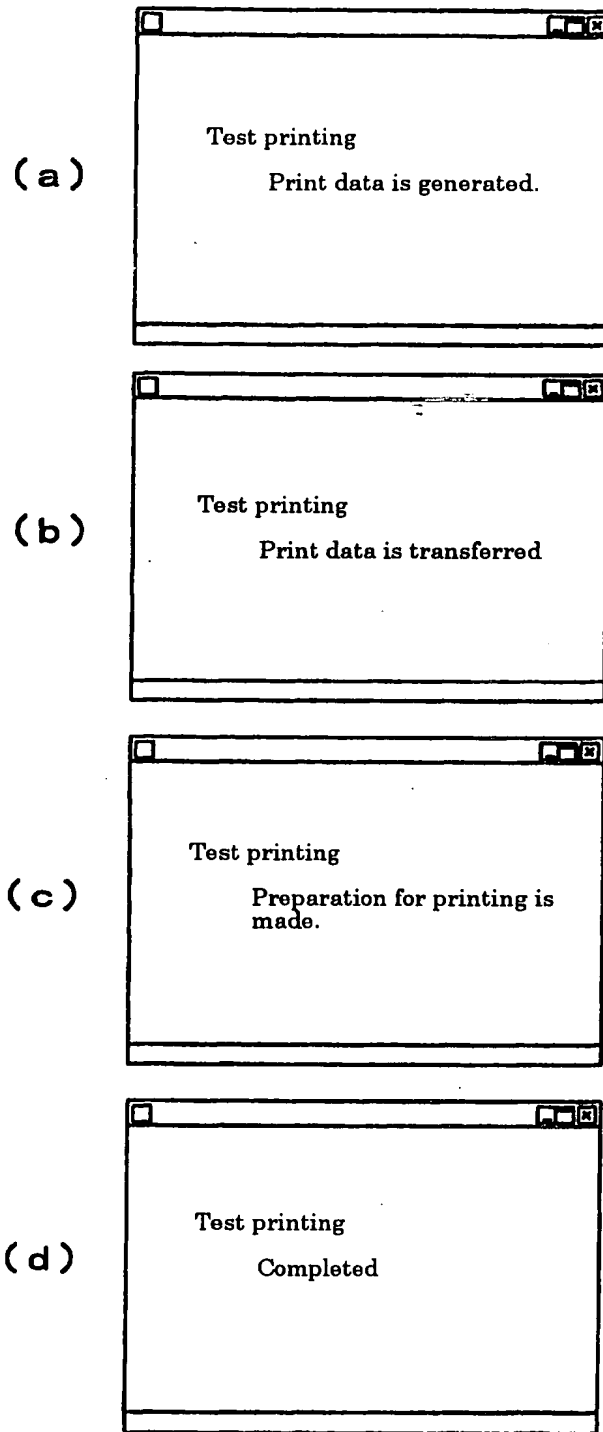 (a)
Test printing
Print data is generated.
(b)
Test printing
Print data is transferred
(c)
Test printing
Preparation for printing is
made.
(d)
Test printing
Completed